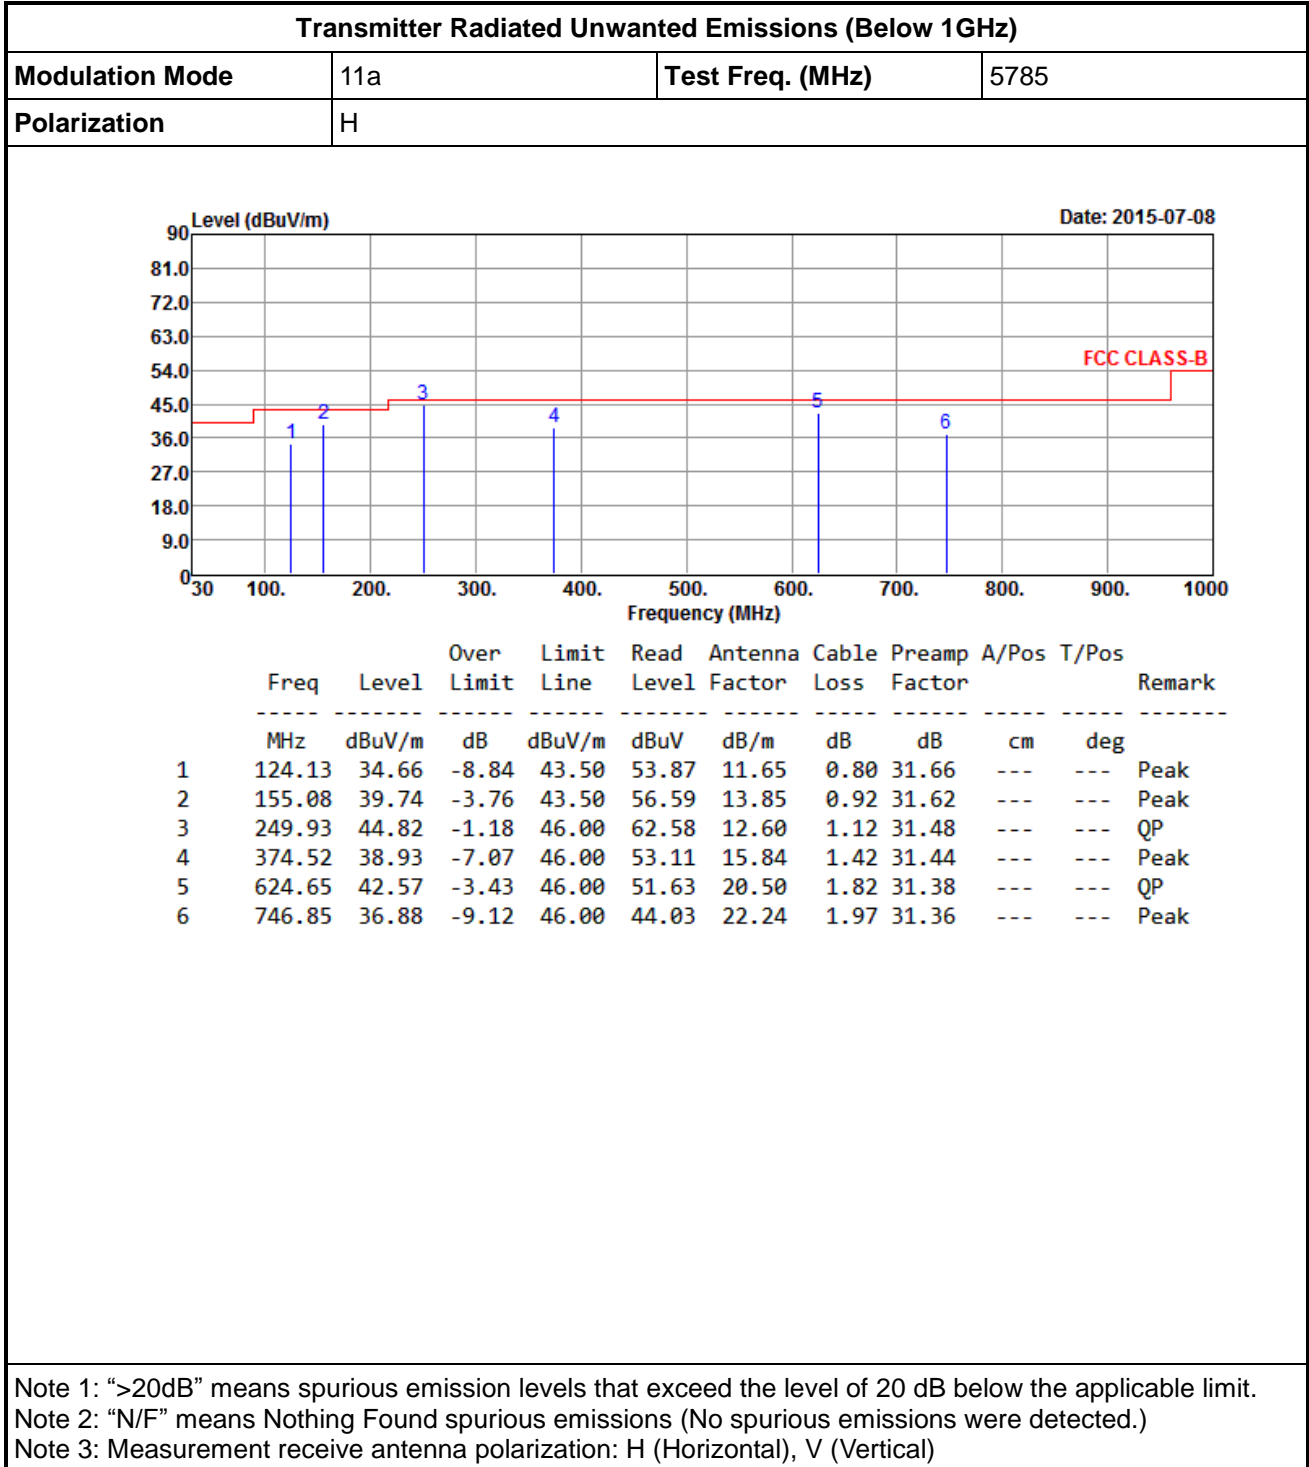 Transmitter Radiated Unwanted Emissions (Below 1GHz)
Modulation Mode 11a Test Freq. (MHz) 5785
Polarization H
Level (dBuV/m) Date: 2015-07-08
90
81.0
72.0
63.0
FCC CLASS-B
54.0
45.0
36.0
27.0
18.0
9.0
0
1 2 3 4 5 6
30 100. 200. 300. 400. 500. 600. 700. 800. 900. 1000
Frequency (MHz)
Over Limit Read Antenna Cable Preamp A/Pos T/Pos
Freq Level Limit Line Level Factor Loss Factor Remark
----- ------- ------ ------ ------- ------ ----- ------ ----- ----- -------
MHz dBuV/m dB dBuV/m dBuV dB/m dB dB cm deg
1 124.13 34.66 -8.84 43.50 53.87 11.65 0.80 31.66 --- --- Peak
2 155.08 39.74 -3.76 43.50 56.59 13.85 0.92 31.62 --- --- Peak
3 249.93 44.82 -1.18 46.00 62.58 12.60 1.12 31.48 --- --- QP
4 374.52 38.93 -7.07 46.00 53.11 15.84 1.42 31.44 --- --- Peak
5 624.65 42.57 -3.43 46.00 51.63 20.50 1.82 31.38 --- --- QP
6 746.85 36.88 -9.12 46.00 44.03 22.24 1.97 31.36 --- --- Peak
Note 1: “>20dB” means spurious emission levels that exceed the level of 20 dB below the applicable limit.
Note 2: “N/F” means Nothing Found spurious emissions (No spurious emissions were detected.)
Note 3: Measurement receive antenna polarization: H (Horizontal), V (Vertical)